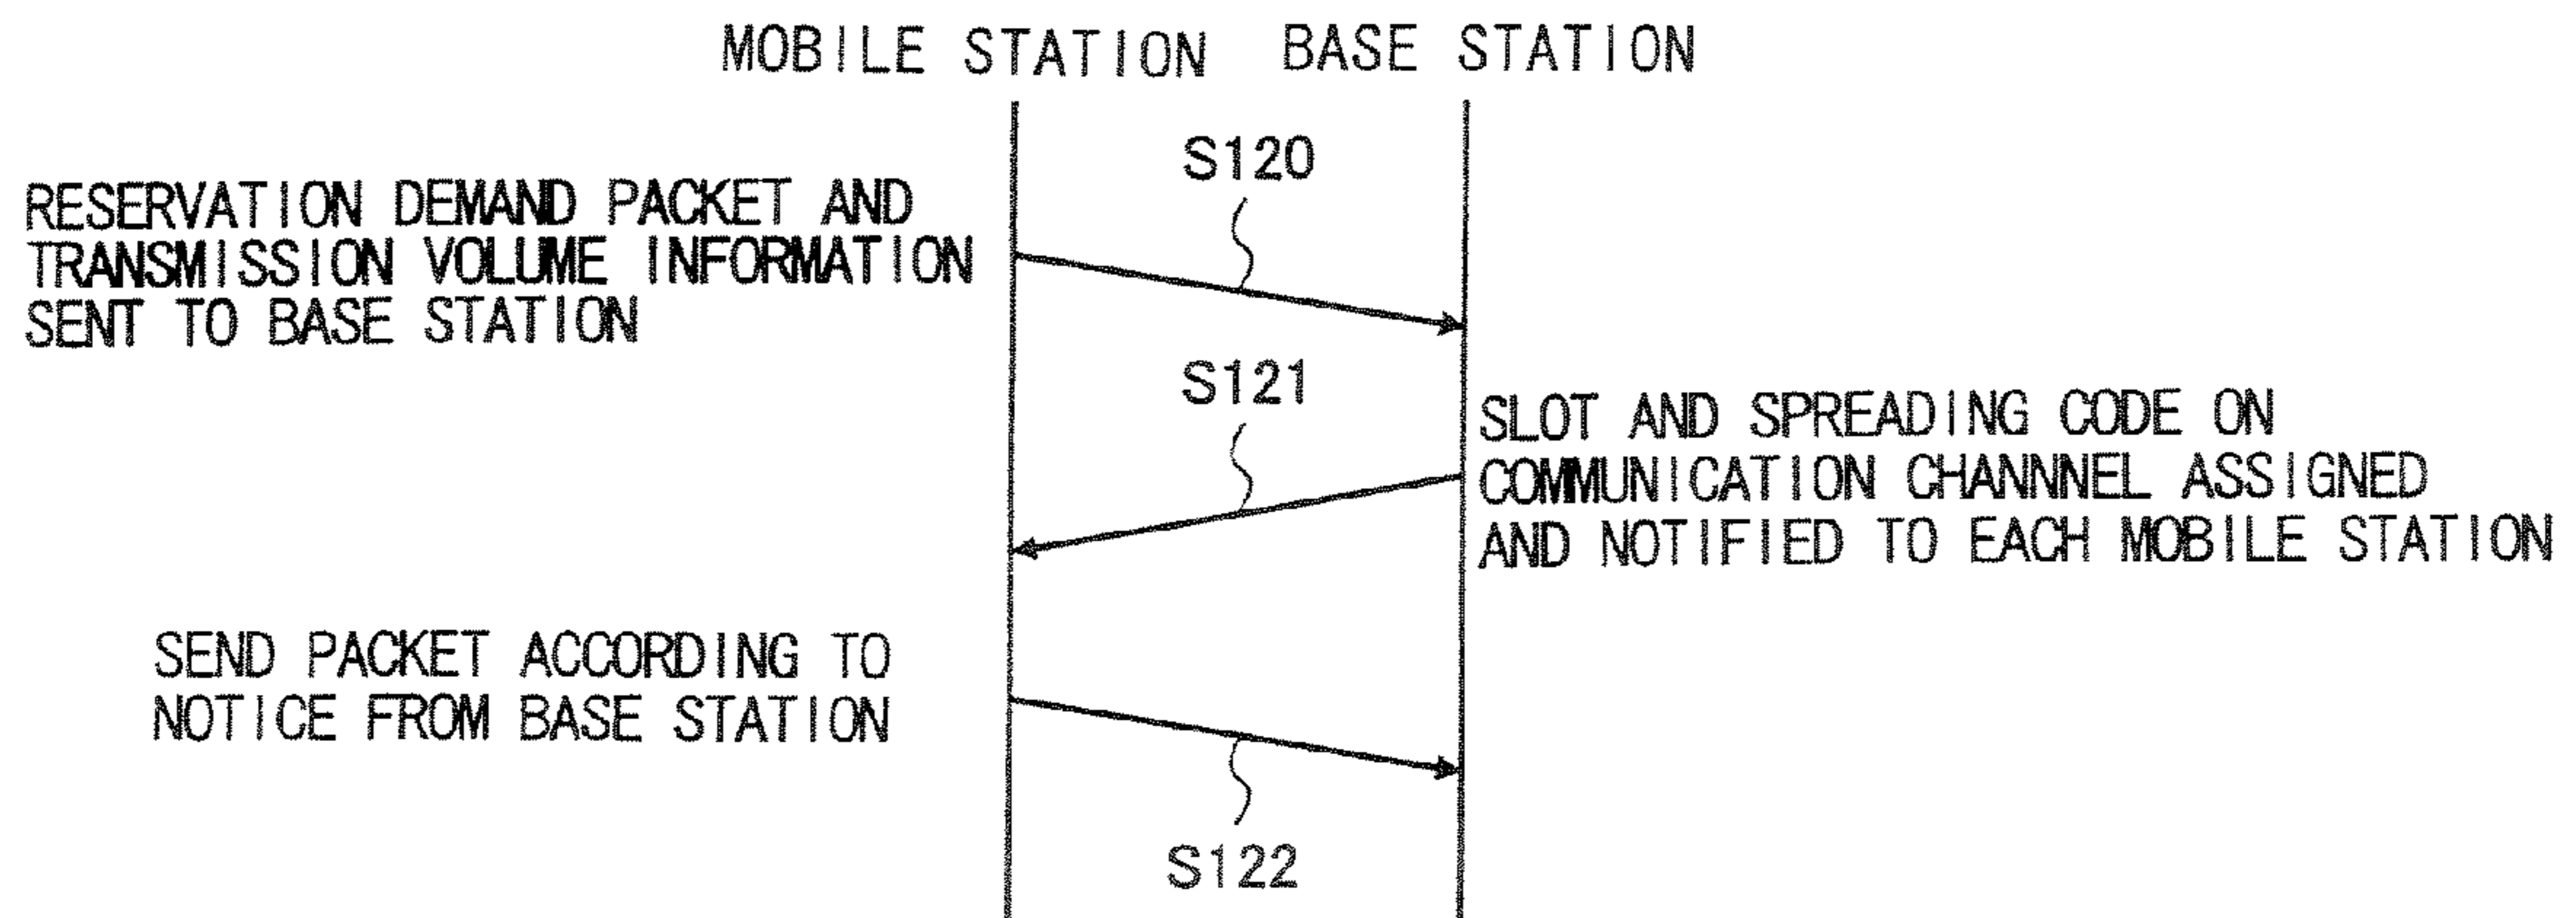 MOBILE STATION BASE STATION
S120
RESERVATION DEMAND PACKET AND
TRANSMISSION VOLUME INFORMATION
SENT TO BASE STATION
S121
SLOT AND SPREADING CODE ON
COMMUNICATION CHANNNEL ASSIGNED
AND NOTIFIED TO EACH MOBILE STATION
SEND PACKET ACCORDING TO
NOTICE FROM BASE STATION
S122